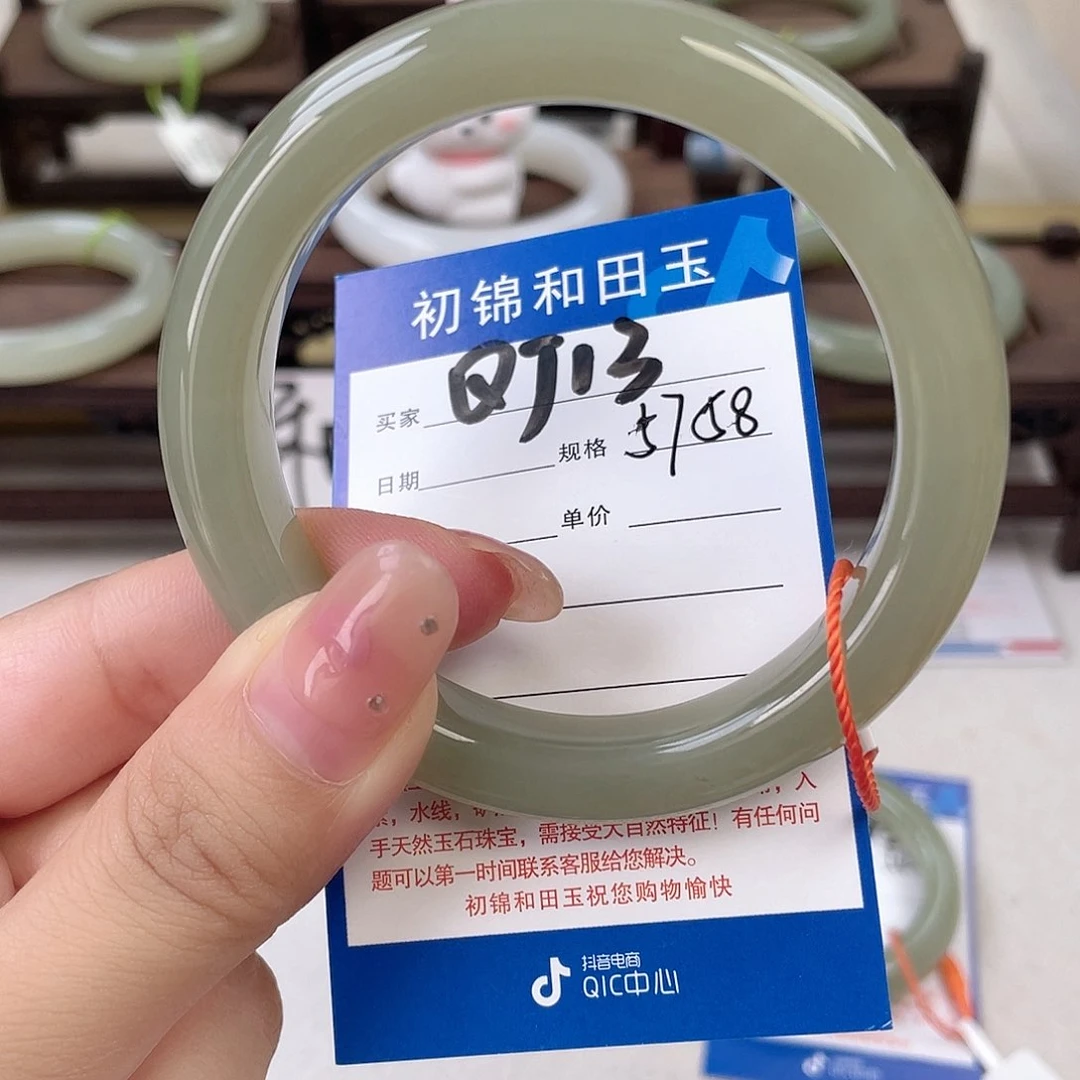 初锦和田玉
买家 QJ13
日期 规格 5758
单价
，水线，
手天然玉石珠宝，需接受大自然特征！有任何问
题可以第一时间联系客服给您解决。
初锦和田玉祝您购物愉快
抖音电商
QIC中心